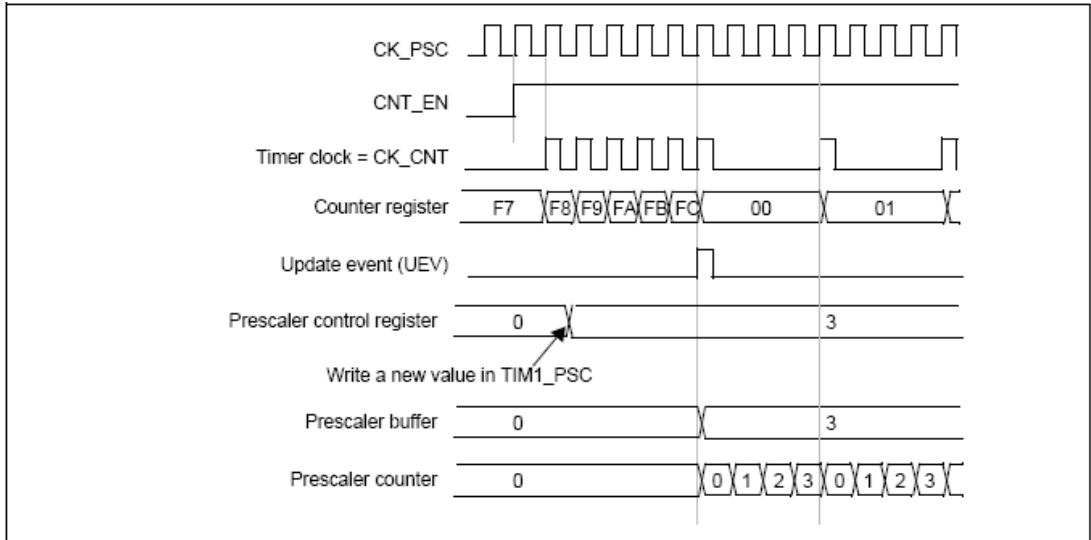 CK_PSC
CNT_EN
Timer clock = CK_CNT
Counter register F7 F8 F9 FA FB FC 00 01
Update event (UEV)
Prescaler control register 0 3
Write a new value in TIM1_PSC
Prescaler buffer 0 3
Prescaler counter 0 0 1 2 3 0 1 2 3